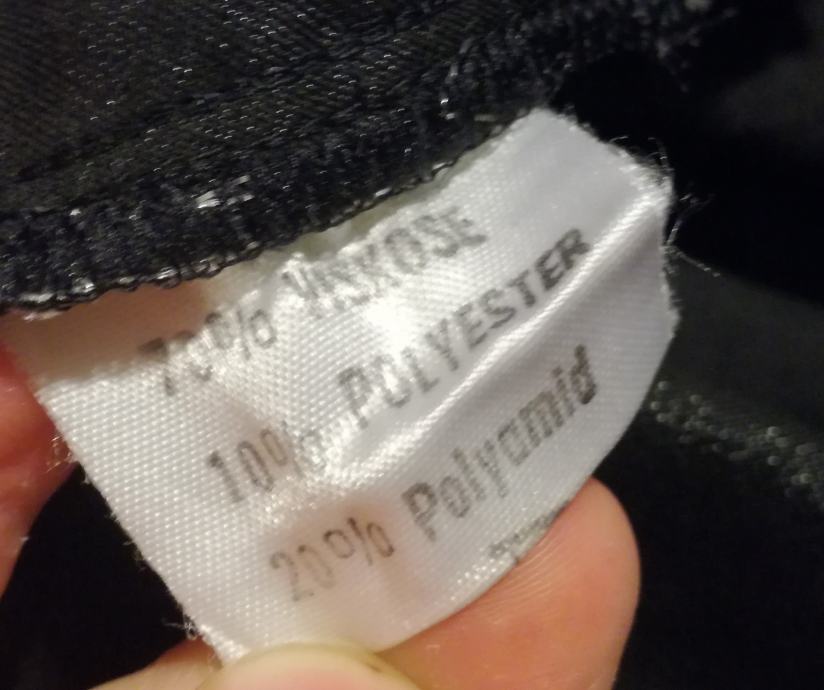 70% VISKOSE
10% POLYESTER
20% Polyamid